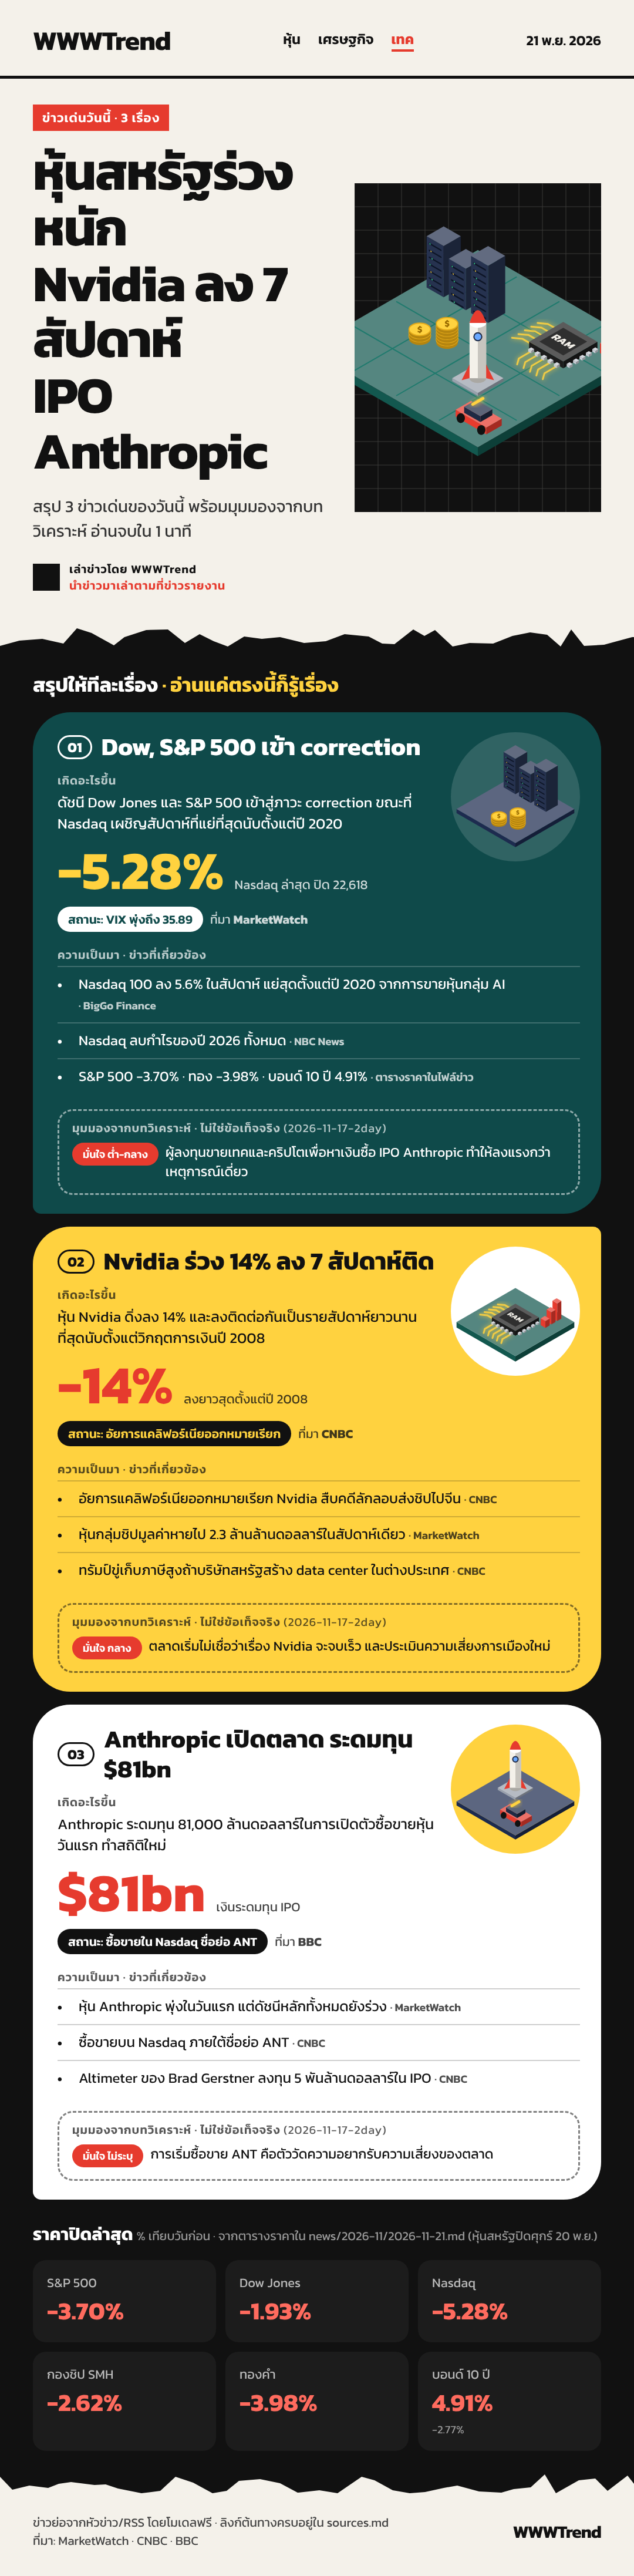 WWWTrend
หุ้น เศรษฐกิจ เทค
21 พ.ย. 2026
ข่าวเด่นวันนี้ · 3 เรื่อง
หุ้นสหรัฐร่วง
หนัก
Nvidia ลง 7
สัปดาห์
IPO
Anthropic
สรุป 3 ข่าวเด่นของวันนี้ พร้อมมุมมองจากบท
วิเคราะห์ อ่านจบใน 1 นาที
เล่าข่าวโดย WWWTrend
นำข่าวมาเล่าตามที่ข่าวรายงาน
$ $
RAM
สรุปให้ทีละเรื่อง · อ่านแค่ตรงนี้ก็รู้เรื่อง
01 Dow, S&P 500 เข้า correction
เกิดอะไรขึ้น
ดัชนี Dow Jones และ S&P 500 เข้าสู่ภาวะ correction ขณะที่
Nasdaq เผชิญสัปดาห์ที่แย่ที่สุดนับตั้งแต่ปี 2020
$ $
-5.28% Nasdaq ล่าสุด ปิด 22,618
สถานะ: VIX พุ่งถึง 35.89 ที่มา MarketWatch
ความเป็นมา · ข่าวที่เกี่ยวข้อง
• Nasdaq 100 ลง 5.6% ในสัปดาห์ แย่สุดตั้งแต่ปี 2020 จากการขายหุ้นกลุ่ม AI
· BigGo Finance
• Nasdaq ลบกำไรของปี 2026 ทั้งหมด · NBC News
• S&P 500 -3.70% · ทอง -3.98% · บอนด์ 10 ปี 4.91% · ตารางราคาในไฟล์ข่าว
มุมมองจากบทวิเคราะห์ · ไม่ใช่ข้อเท็จจริง (2026-11-17-2day)
มั่นใจ ต่ำ-กลาง ผู้ลงทุนขายเทคและคริปโตเพื่อหาเงินซื้อ IPO Anthropic ทำให้ลงแรงกว่า
เหตุการณ์เดี่ยว
02 Nvidia ร่วง 14% ลง 7 สัปดาห์ติด
เกิดอะไรขึ้น
หุ้น Nvidia ดิ่งลง 14% และลงติดต่อกันเป็นรายสัปดาห์ยาวนาน
ที่สุดนับตั้งแต่วิกฤตการเงินปี 2008
RAM
-14% ลงยาวสุดตั้งแต่ปี 2008
สถานะ: อัยการแคลิฟอร์เนียออกหมายเรียก ที่มา CNBC
ความเป็นมา · ข่าวที่เกี่ยวข้อง
• อัยการแคลิฟอร์เนียออกหมายเรียก Nvidia สืบคดีลักลอบส่งชิปไปจีน · CNBC
• หุ้นกลุ่มชิปมูลค่าหายไป 2.3 ล้านล้านดอลลาร์ในสัปดาห์เดียว · MarketWatch
• ทรัมป์ขู่เก็บภาษีสูงถ้าบริษัทสหรัฐสร้าง data center ในต่างประเทศ · CNBC
มุมมองจากบทวิเคราะห์ · ไม่ใช่ข้อเท็จจริง (2026-11-17-2day)
มั่นใจ กลาง ตลาดเริ่มไม่เชื่อว่าเรื่อง Nvidia จะจบเร็ว และประเมินความเสี่ยงการเมืองใหม่
03 Anthropic เปิดตลาด ระดมทุน
$81bn
เกิดอะไรขึ้น
Anthropic ระดมทุน 81,000 ล้านดอลลาร์ในการเปิดตัวซื้อขายหุ้น
วันแรก ทำสถิติใหม่
$81bn เงินระดมทุน IPO
สถานะ: ซื้อขายใน Nasdaq ชื่อย่อ ANT ที่มา BBC
ความเป็นมา · ข่าวที่เกี่ยวข้อง
• หุ้น Anthropic พุ่งในวันแรก แต่ดัชนีหลักทั้งหมดยังร่วง · MarketWatch
• ซื้อขายบน Nasdaq ภายใต้ชื่อย่อ ANT · CNBC
• Altimeter ของ Brad Gerstner ลงทุน 5 พันล้านดอลลาร์ใน IPO · CNBC
มุมมองจากบทวิเคราะห์ · ไม่ใช่ข้อเท็จจริง (2026-11-17-2day)
มั่นใจ ไม่ระบุ การเริ่มซื้อขาย ANT คือตัววัดความอยากรับความเสี่ยงของตลาด
ราคาปิดล่าสุด % เทียบวันก่อน · จากตารางราคาใน news/2026-11/2026-11-21.md (หุ้นสหรัฐปิดศุกร์ 20 พ.ย.)
S&P 500 Dow Jones Nasdaq
-3.70% -1.93% -5.28%
กองชิป SMH ทองคำ บอนด์ 10 ปี
-2.62% -3.98% 4.91%
-2.77%
ข่าวย่อจากหัวข่าว/RSS โดยโมเดลฟรี · ลิงก์ต้นทางครบอยู่ใน sources.md
ที่มา: MarketWatch · CNBC · BBC
WWWTrend